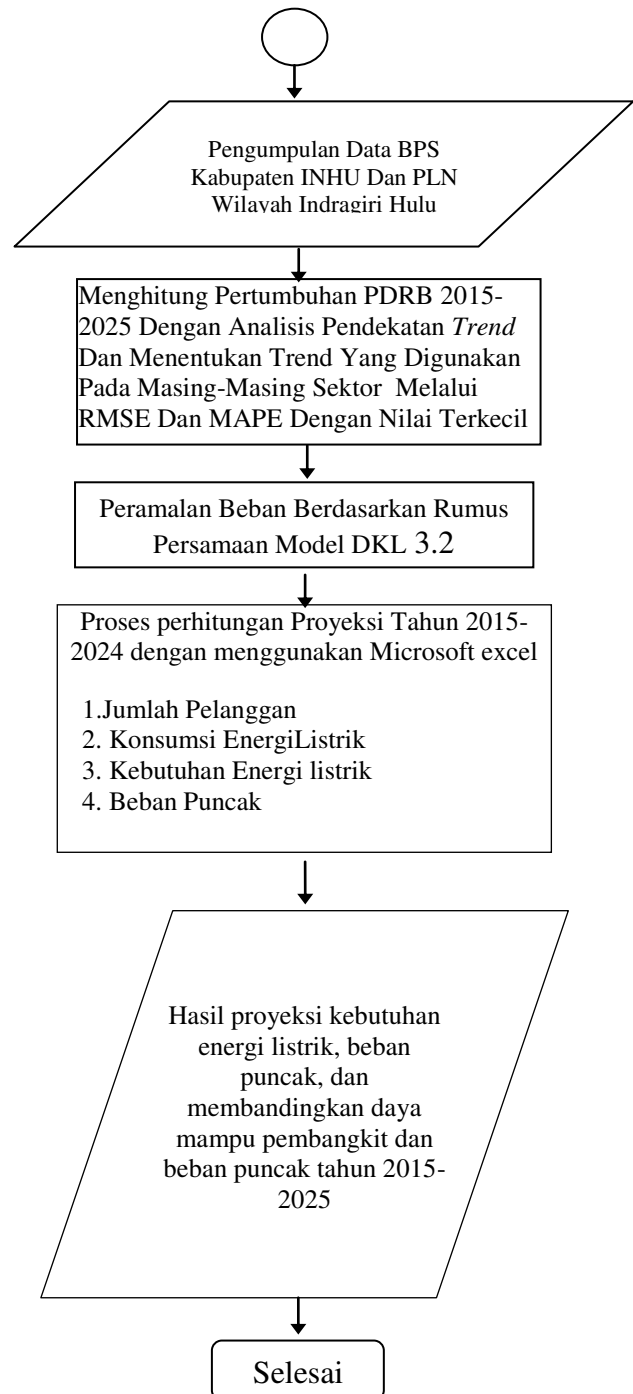 Pengumpulan Data BPS
Kabupaten INHU Dan PLN
Wilayah Indragiri Hulu
Menghitung Pertumbuhan PDRB 2015-
2025 Dengan Analisis Pendekatan Trend
Dan Menentukan Trend Yang Digunakan
Pada Masing-Masing Sektor Melalui
RMSE Dan MAPE Dengan Nilai Terkecil
Peramalan Beban Berdasarkan Rumus
Persamaan Model DKL 3.2
Proses perhitungan Proyeksi Tahun 2015-
2024 dengan menggunakan Microsoft excel
1.Jumlah Pelanggan
2. Konsumsi EnergiListrik
3. Kebutuhan Energi listrik
4. Beban Puncak
Hasil proyeksi kebutuhan
energi listrik, beban
puncak, dan
membandingkan daya
mampu pembangkit dan
beban puncak tahun 2015-
2025
Selesai